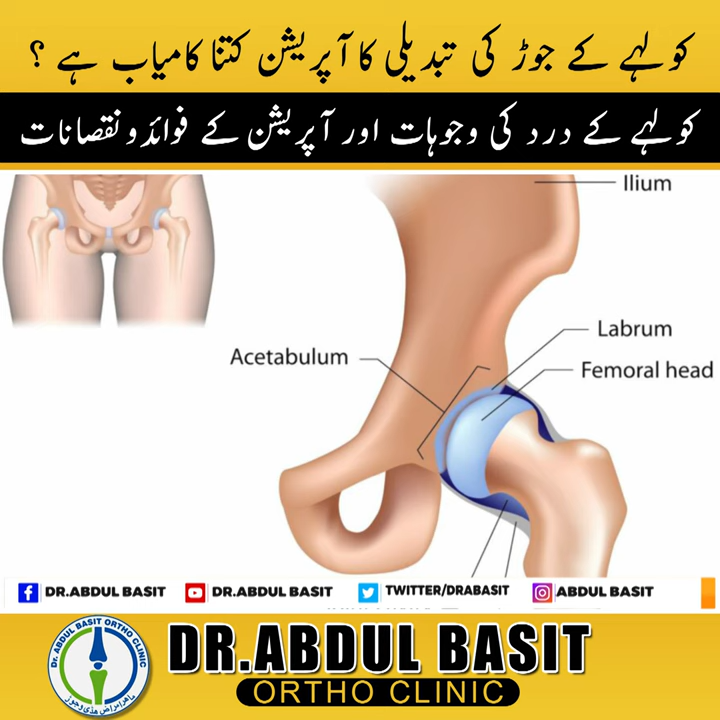 کولہے کے جوڑ کی تبدیلی کا آپریشن کتنا کامیاب ہے ؟
کولہے کے درد کی وجوہات اور آپریشن کے فوائد و نقصانات
Ilium
Labrum
Acetabulum
Femoral head
DR.ABDUL BASIT
DR.ABDUL BASIT
TWITTER/DRABASIT
ABDUL BASIT
Dr. ABDUL BASIT ORTHO CLINIC
DR.ABDUL BASIT
ORTHO CLINIC